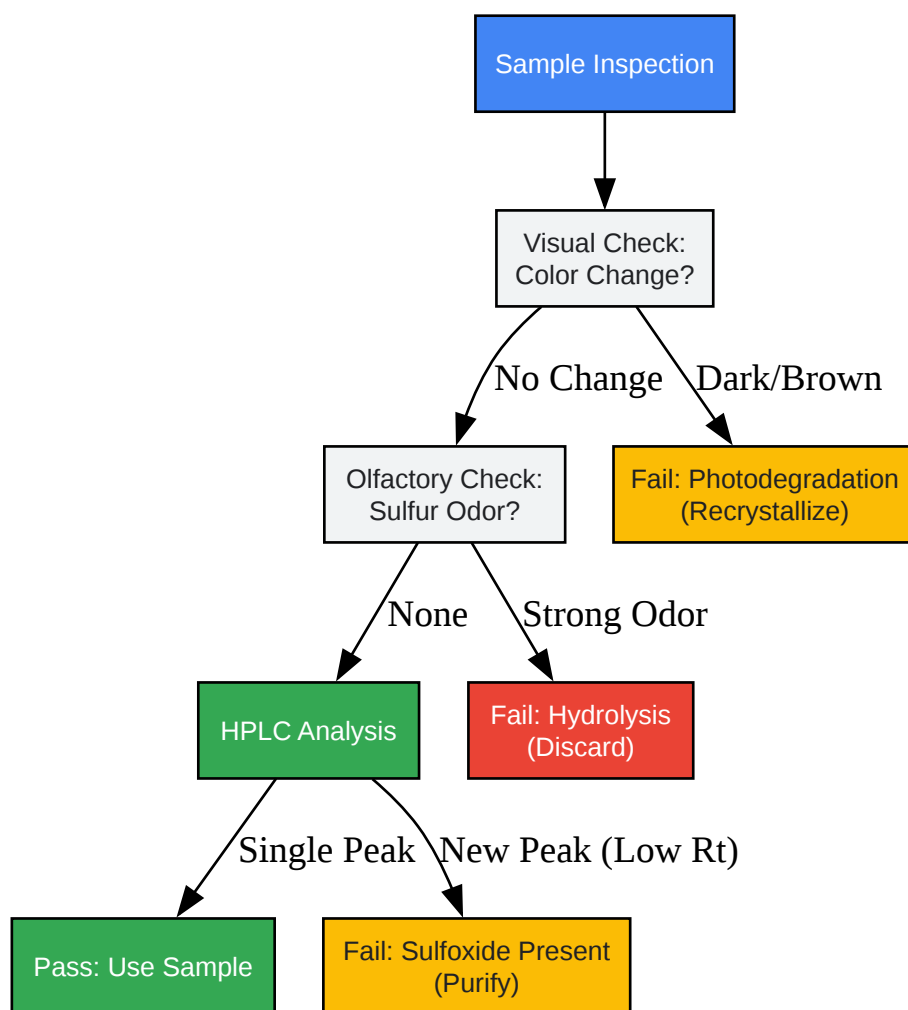 Sample Inspection
Visual Check:
Color Change?
No Change
Dark/Brown
Olfactory Check:
Sulfur Odor?
Fail: Photodegradation
(Recrystallize)
None
Strong Odor
HPLC Analysis
Fail: Hydrolysis
(Discard)
Single Peak
New Peak (Low Rt)
Pass: Use Sample
Fail: Sulfoxide Present
(Purify)